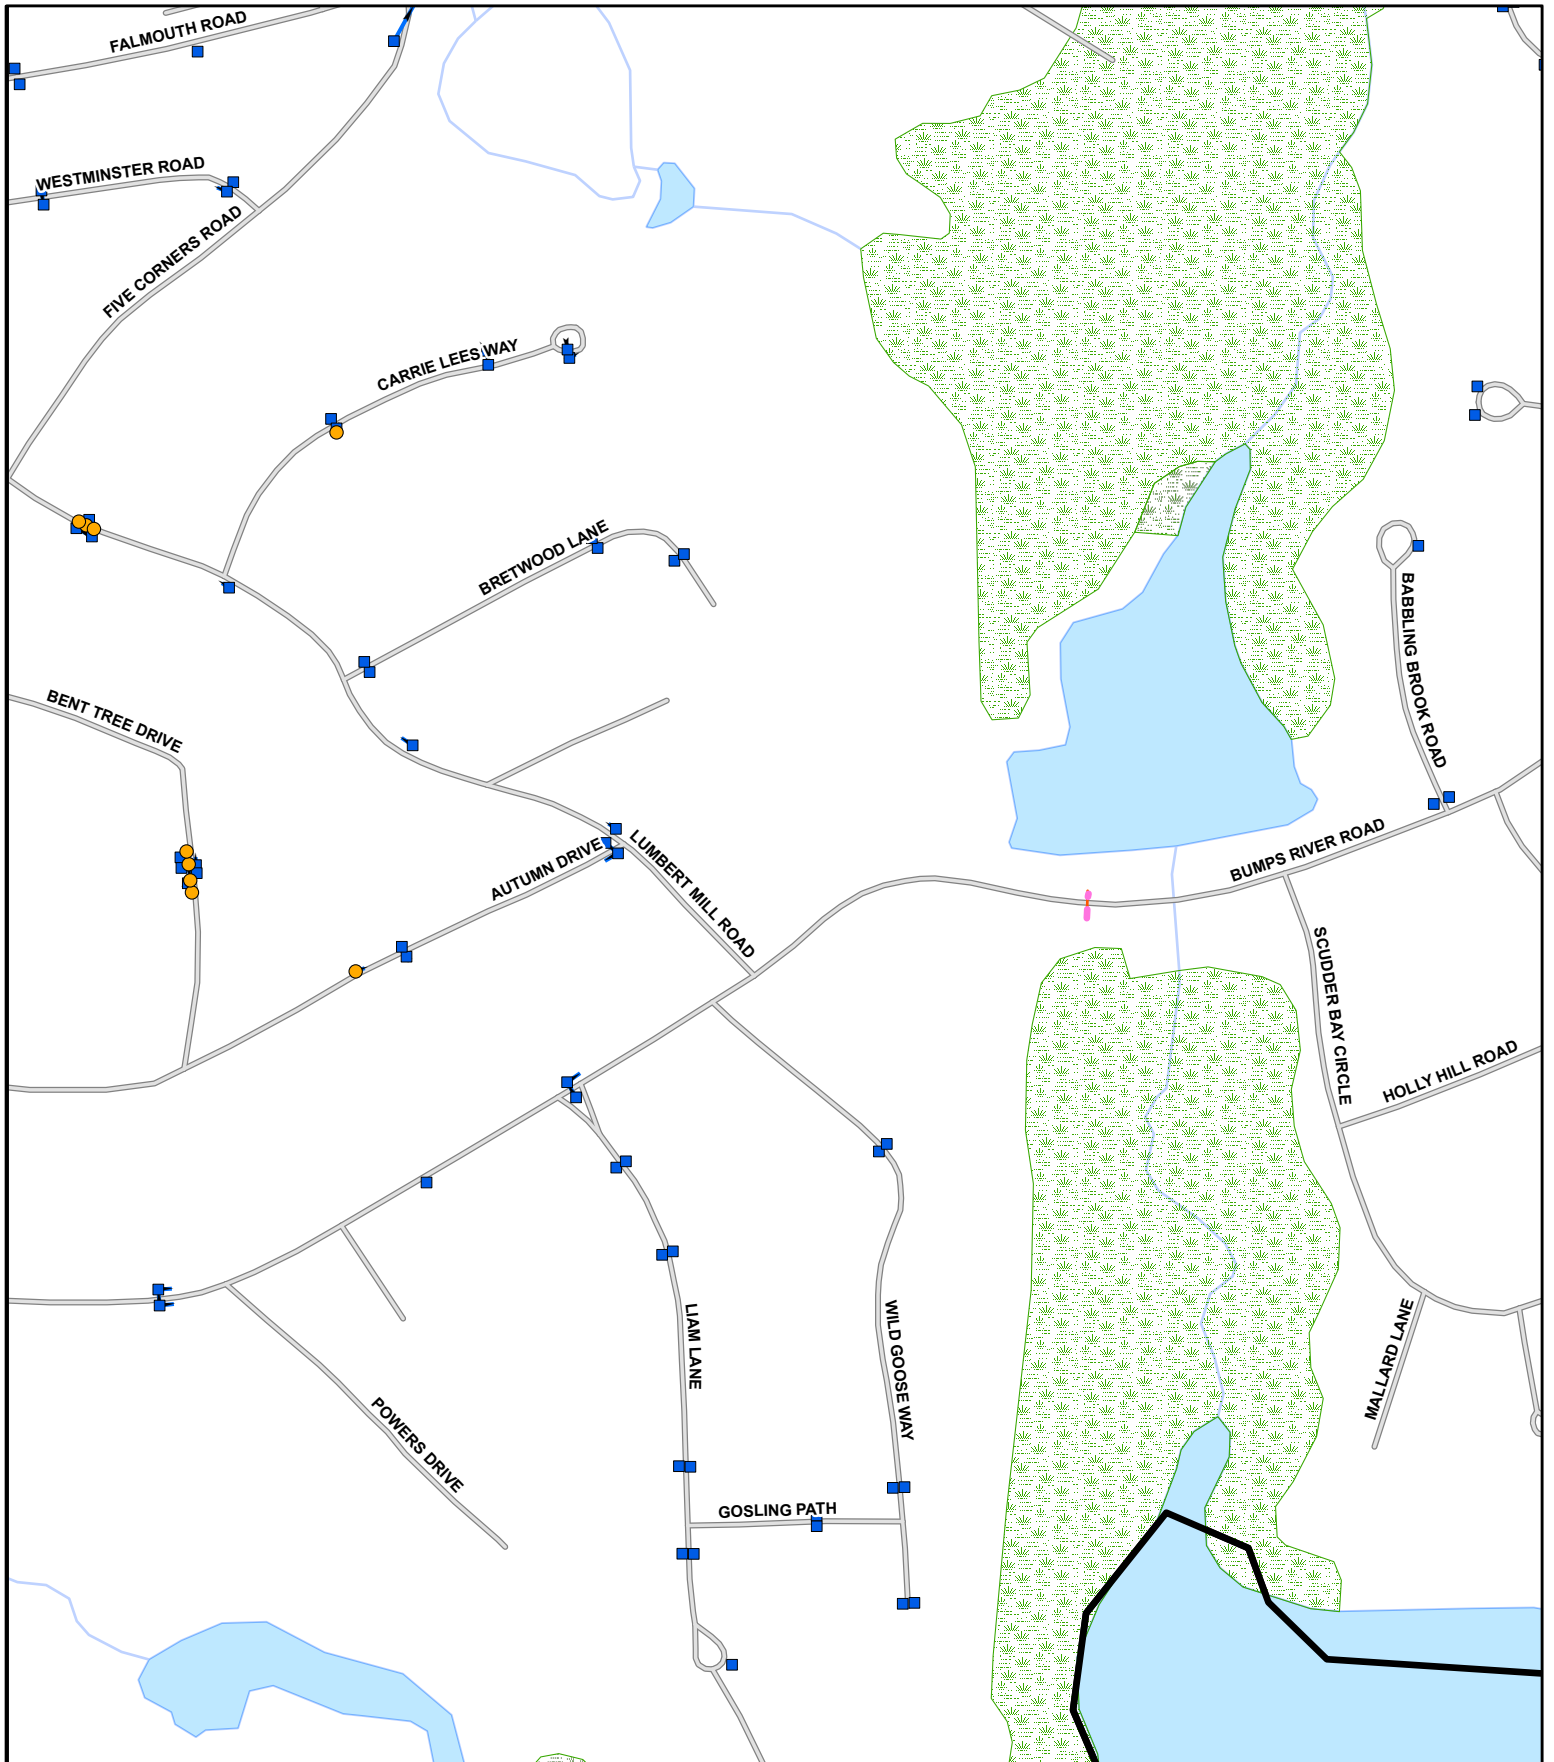 FALMOUTH ROAD
WESTMINSTER ROAD
FIVE CORNERS ROAD
CARRIE LEES WAY
BRETWOOD LANE
BABBLING BROOK ROAD
BENT TREE DRIVE
AUTUMN DRIVE
LUMBERT MILL ROAD
BUMPS RIVER ROAD
SCUDDER BAY CIRCLE
HOLLY HILL ROAD
LIAM LANE
WILD GOOSE WAY
MALLARD LANE
POWERS DRIVE
GOSLING PATH